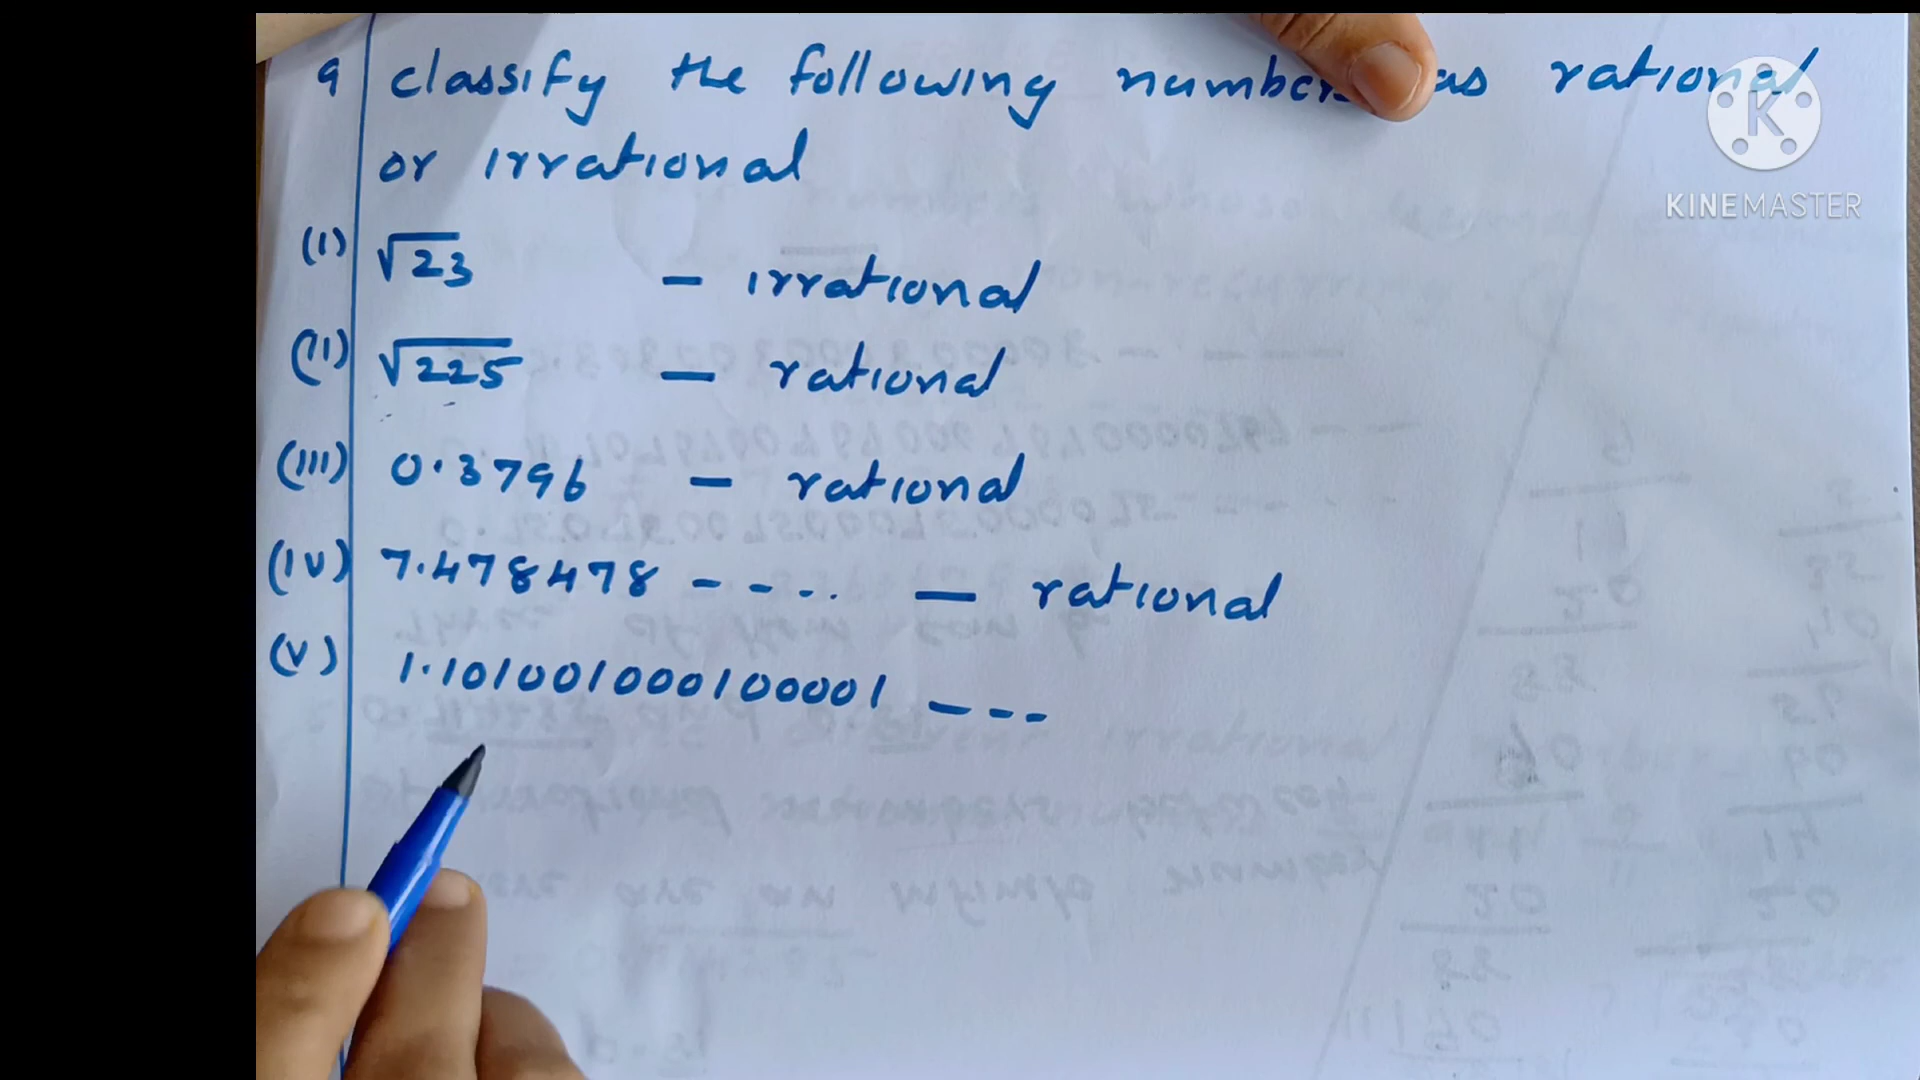 9 classify the following numbers as rational
or irrational
(i) √23 – irrational
(ii) √225 – rational
(iii) 0.3796 – rational
(iv) 7.478478 - - - .. – rational
(v) 1.101001000100001 - - -
KINEMASTER